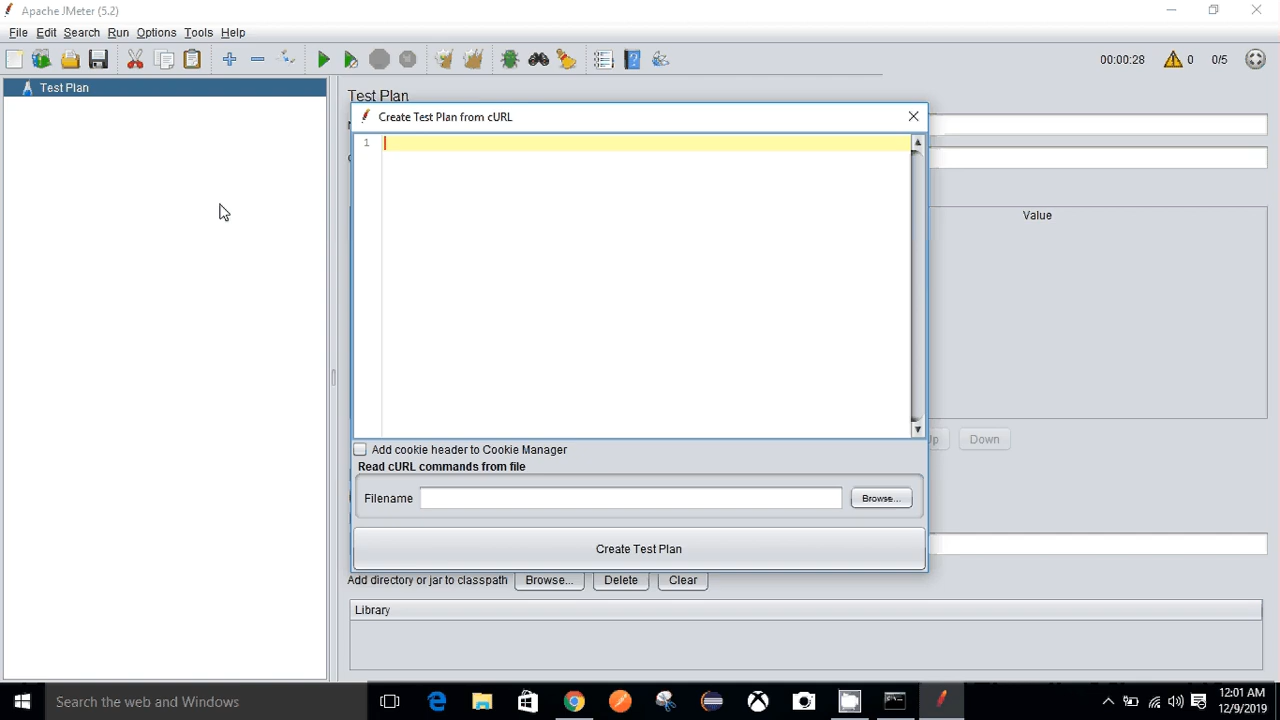 Apache JMeter (5.2)
File Edit Search Run Options Tools Help
00:00:28 0 0/5
Test Plan
Test Plan
Create Test Plan from cURL
1
Value
Up Down
Add cookie header to Cookie Manager
Read cURL commands from file
Filename Browse...
Create Test Plan
Add directory or jar to classpath Browse... Delete Clear
Library
Search the web and Windows
12:01 AM
12/9/2019